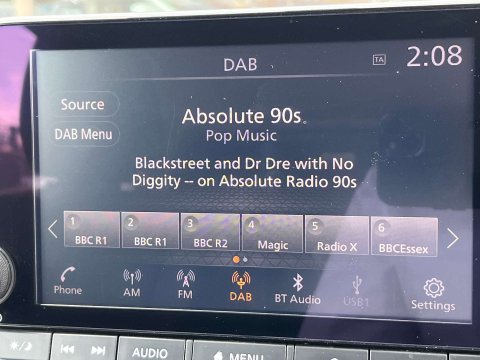 DAB
TA
2:08
Source
DAB Menu
Absolute 90s
Pop Music
Blackstreet and Dr Dre with No
Diggity -- on Absolute Radio 90s
1 BBC R1
2 BBC R1
3 BBC R2
4 Magic
5 Radio X
6 BBCEssex
Phone
AM
FM
DAB
BT Audio
USB1
Settings
AUDIO
MENU